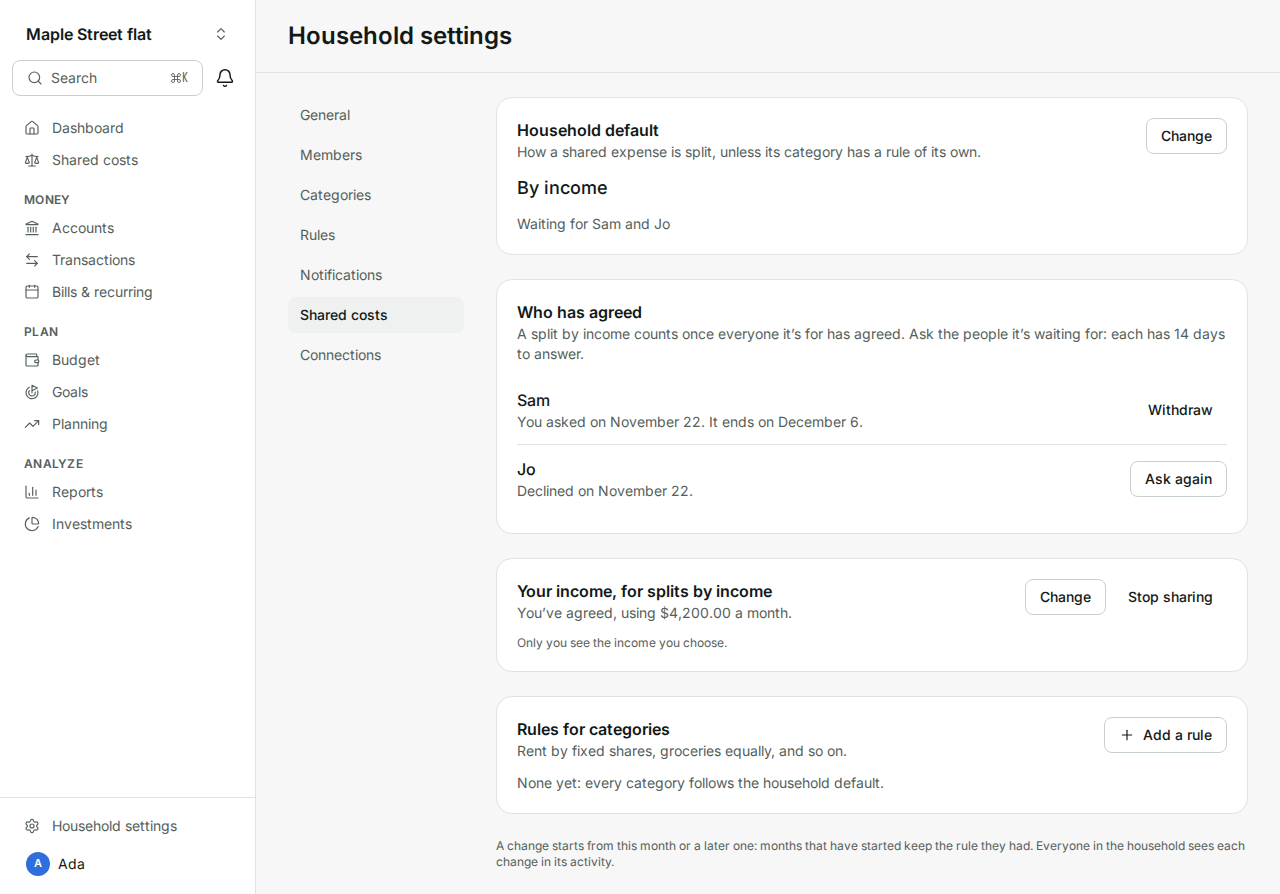 Maple Street flat
Search ⌘K
Dashboard
Shared costs
MONEY
Accounts
Transactions
Bills & recurring
PLAN
Budget
Goals
Planning
ANALYZE
Reports
Investments
Household settings
A Ada
Household settings
General
Members
Categories
Rules
Notifications
Shared costs
Connections
Household default
How a shared expense is split, unless its category has a rule of its own.
Change
By income
Waiting for Sam and Jo
Who has agreed
A split by income counts once everyone it’s for has agreed. Ask the people it’s waiting for: each has 14 days
to answer.
Sam
You asked on November 22. It ends on December 6.
Withdraw
Jo
Declined on November 22.
Ask again
Your income, for splits by income
You’ve agreed, using $4,200.00 a month.
Only you see the income you choose.
Change
Stop sharing
Rules for categories
Rent by fixed shares, groceries equally, and so on.
Add a rule
None yet: every category follows the household default.
A change starts from this month or a later one: months that have started keep the rule they had. Everyone in the household sees each
change in its activity.